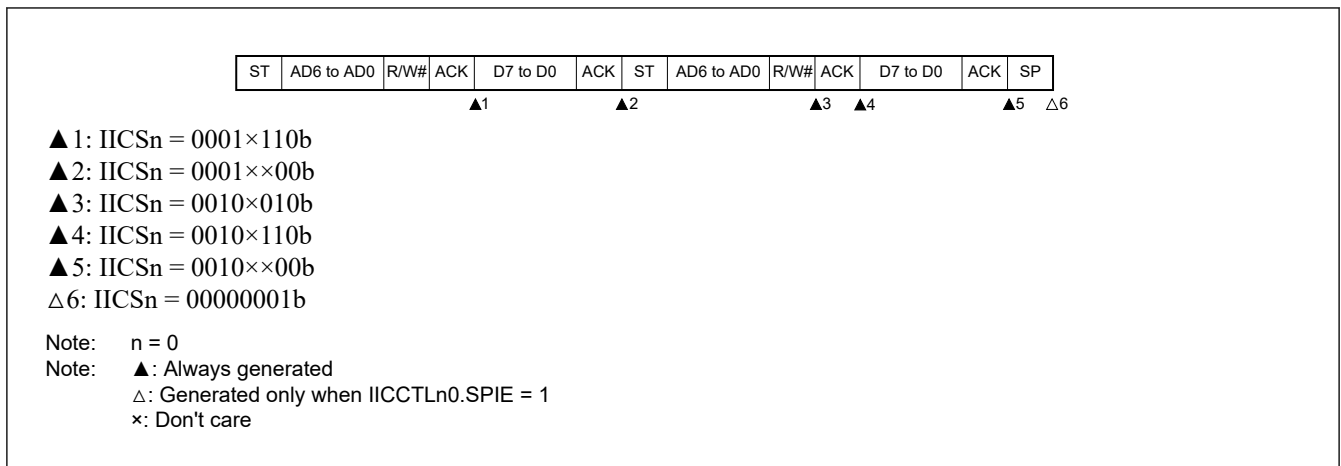 ST AD6 to AD0 R/W# ACK D7 to D0 ACK ST AD6 to AD0 R/W# ACK D7 to D0 ACK SP
▲1 ▲2 ▲3 ▲4 ▲5 △6
▲1: IICSn = 0001×110b
▲2: IICSn = 0001××00b
▲3: IICSn = 0010×010b
▲4: IICSn = 0010×110b
▲5: IICSn = 0010××00b
△6: IICSn = 00000001b
Note: n = 0
Note: ▲: Always generated
△: Generated only when IICCTLn0.SPIE = 1
×: Don't care